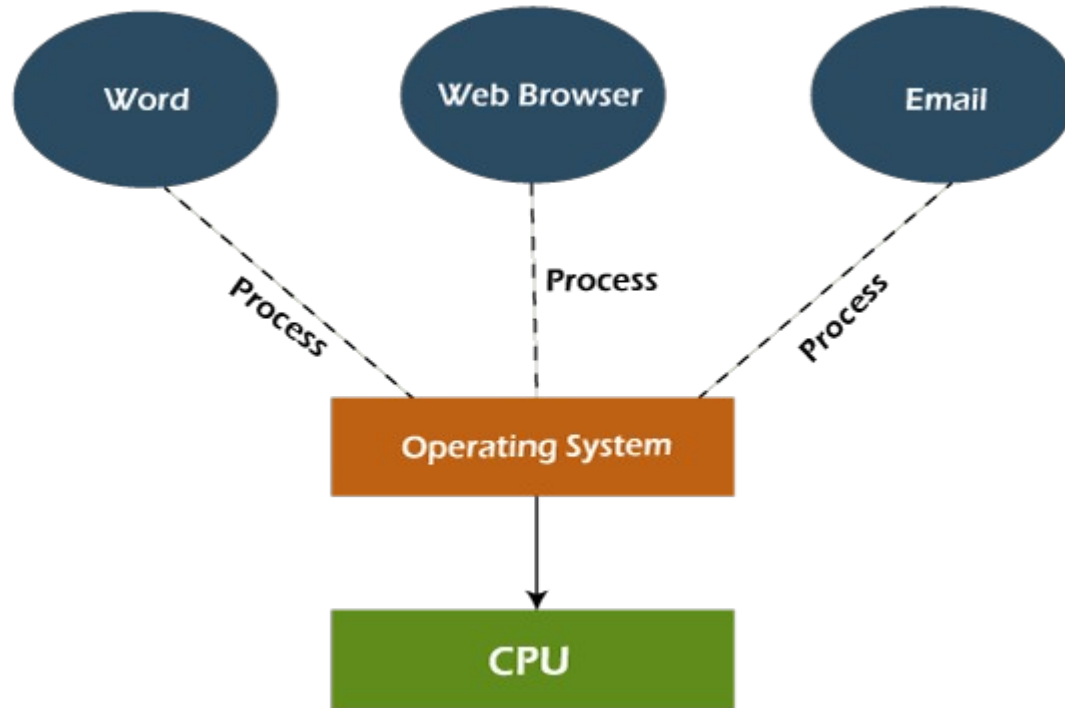 Word
Web Browser
Email
Process
Process
Process
Operating System
CPU